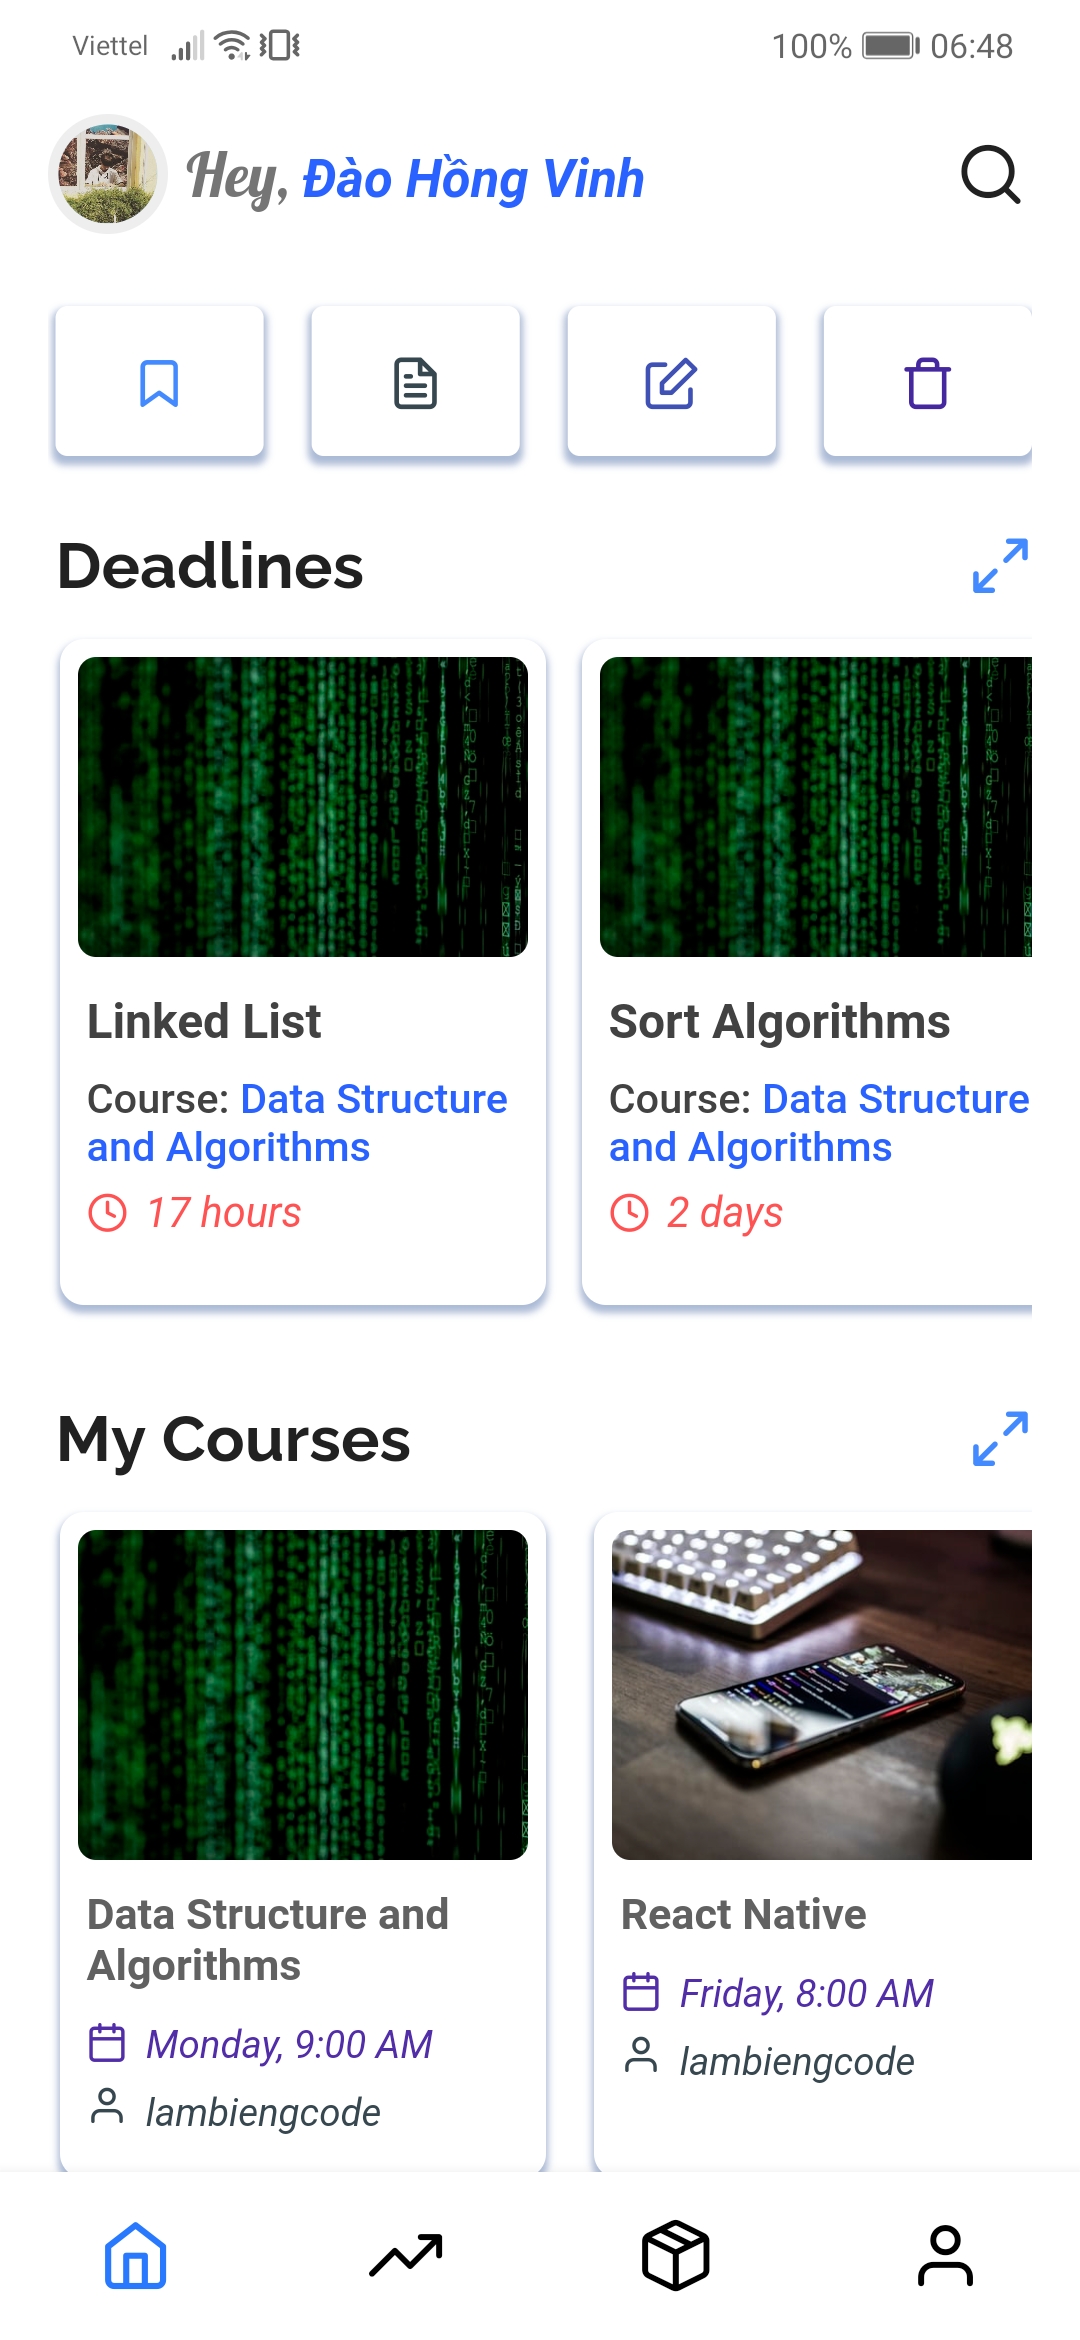 Viettel
100% 06:48
Hey, Đào Hồng Vinh
Deadlines
Linked List
Course: Data Structure
and Algorithms
17 hours
Sort Algorithms
Course: Data Structure
and Algorithms
2 days
My Courses
Data Structure and
Algorithms
Monday, 9:00 AM
lambiengcode
React Native
Friday, 8:00 AM
lambiengcode